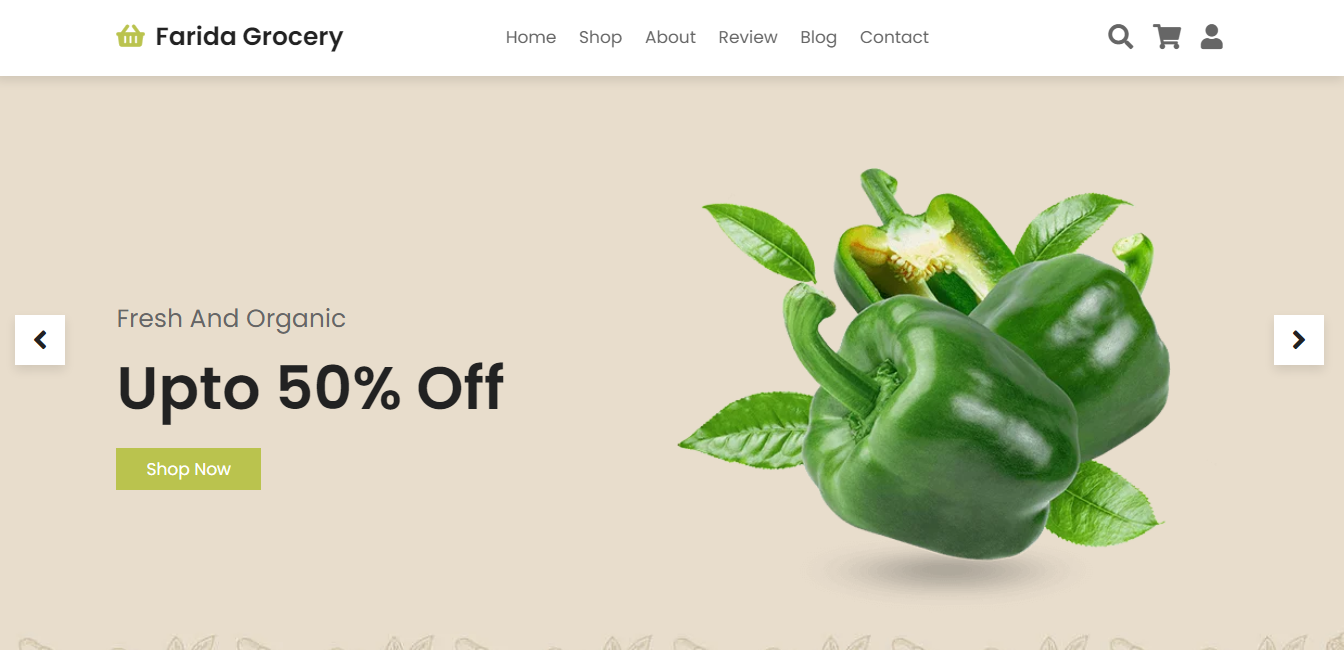 Farida Grocery
Home Shop About Review Blog Contact
Fresh And Organic
Upto 50% Off
Shop Now